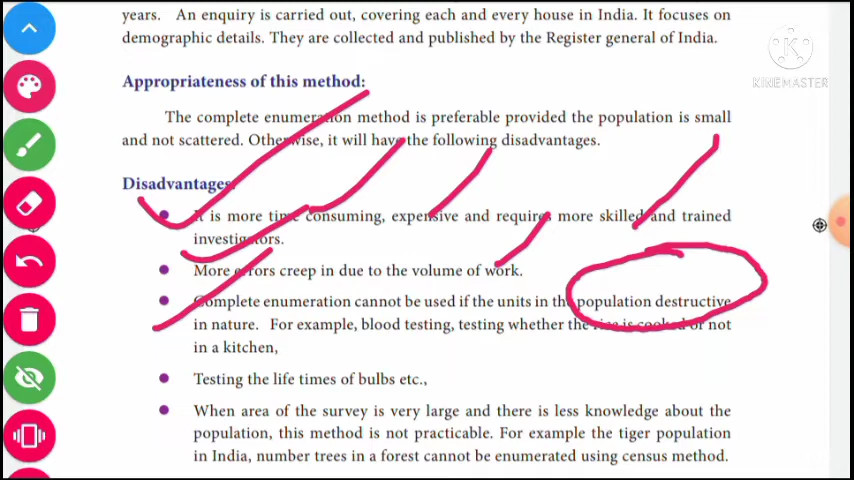 years. An enquiry is carried out, covering each and every house in India. It focuses on
demographic details. They are collected and published by the Register general of India.
KINEMASTER
Appropriateness of this method:
The complete enumeration method is preferable provided the population is small
and not scattered. Otherwise, it will have the following disadvantages.
Disadvantages:
It is more time consuming, expensive and requires more skilled and trained
investigators.
More errors creep in due to the volume of work.
Complete enumeration cannot be used if the units in the population destructive
in nature. For example, blood testing, testing whether the rice is cooked or not
in a kitchen,
Testing the life times of bulbs etc.,
When area of the survey is very large and there is less knowledge about the
population, this method is not practicable. For example the tiger population
in India, number trees in a forest cannot be enumerated using census method.